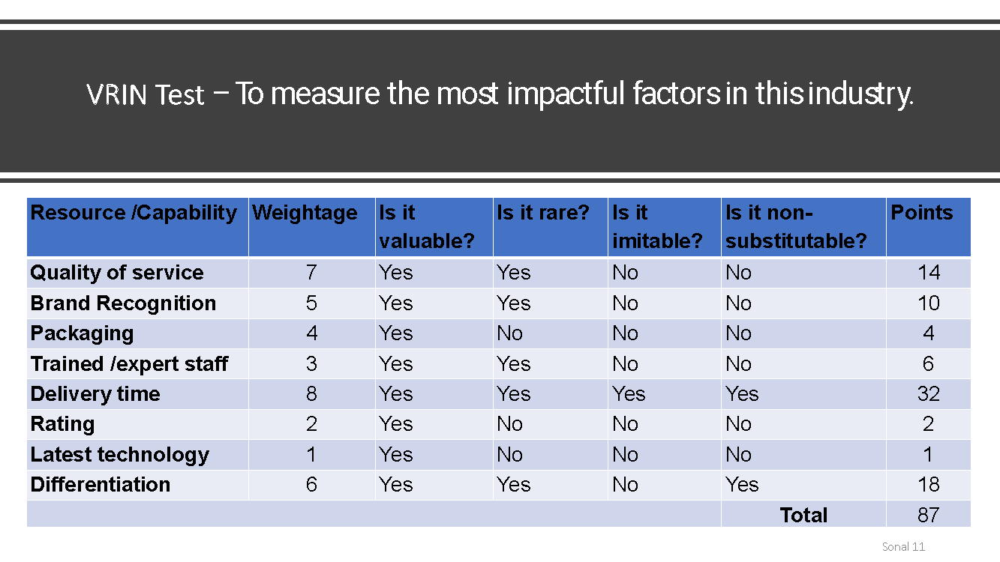 VRIN Test – To measure the most impactful factors in this industry.
Resource /Capability Weightage Is it valuable? Is it rare? Is it imitable? Is it non-substitutable? Points
Quality of service 7 Yes Yes No No 14
Brand Recognition 5 Yes Yes No No 10
Packaging 4 Yes No No No 4
Trained /expert staff 3 Yes Yes No No 6
Delivery time 8 Yes Yes Yes Yes 32
Rating 2 Yes No No No 2
Latest technology 1 Yes No No No 1
Differentiation 6 Yes Yes No Yes 18
Total 87
Sonal 11